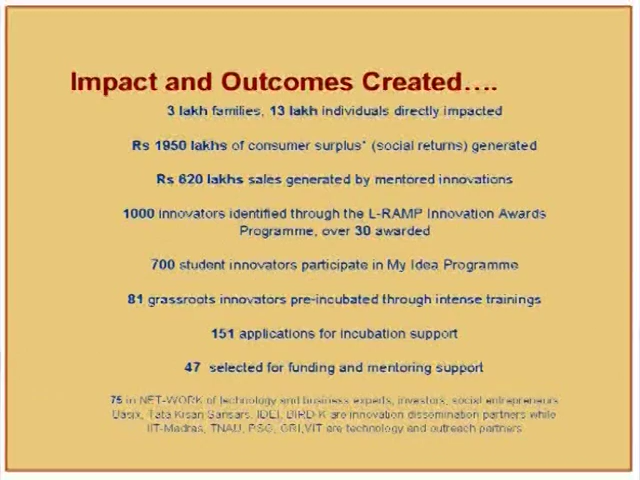 Impact and Outcomes Created....
3 lakh families, 13 lakh individuals directly impacted
Rs 1950 lakhs of consumer surplus* (social returns) generated
Rs 620 lakhs sales generated by mentored innovations
1000 innovators identified through the L-RAMP Innovation Awards
Programme, over 30 awarded
700 student innovators participate in My Idea Programme
81 grassroots innovators pre-incubated through intense trainings
151 applications for incubation support
47 selected for funding and mentoring support
75 in NET-WORK of technology and business experts, investors, social entrepreneurs
Basix, Tata Kisan Sansars, IDEI, BIRD-K are innovation dissemination partners while
IIT-Madras, TNAU, PSG, GRI,VIT are technology and outreach partners